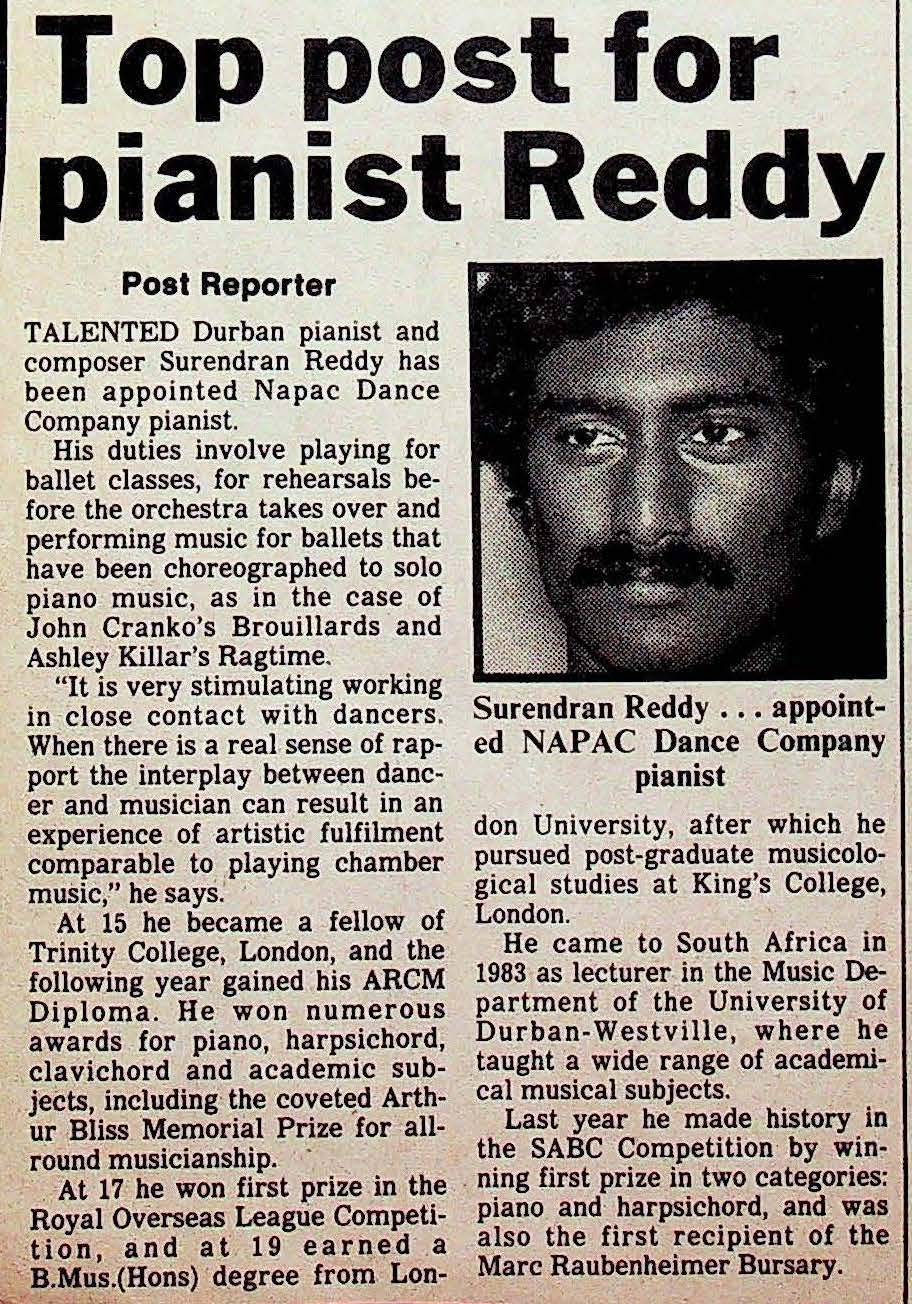 Top post for
pianist Reddy
Post Reporter
TALENTED Durban pianist and
composer Surendran Reddy has
been appointed Napac Dance
Company pianist.
His duties involve playing for
ballet classes, for rehearsals be-
fore the orchestra takes over and
performing music for ballets that
have been choreographed to solo
piano music, as in the case of
John Cranko's Brouillards and
Ashley Killar's Ragtime.
"It is very stimulating working
in close contact with dancers.
When there is a real sense of rap-
port the interplay between danc-
er and musician can result in an
experience of artistic fulfilment
comparable to playing chamber
music," he says.
At 15 he became a fellow of
Trinity College, London, and the
following year gained his ARCM
Diploma. He won numerous
awards for piano, harpsichord,
clavichord and academic sub-
jects, including the coveted Arth-
ur Bliss Memorial Prize for all-
round musicianship.
At 17 he won first prize in the
Royal Overseas League Competi-
tion, and at 19 earned a
B.Mus.(Hons) degree from Lon-
Surendran Reddy . . . appoint-
ed NAPAC Dance Company
pianist
don University, after which he
pursued post-graduate musicolo-
gical studies at King's College,
London.
He came to South Africa in
1983 as lecturer in the Music De-
partment of the University of
Durban-Westville, where he
taught a wide range of academi-
cal musical subjects.
Last year he made history in
the SABC Competition by win-
ning first prize in two categories:
piano and harpsichord, and was
also the first recipient of the
Marc Raubenheimer Bursary.